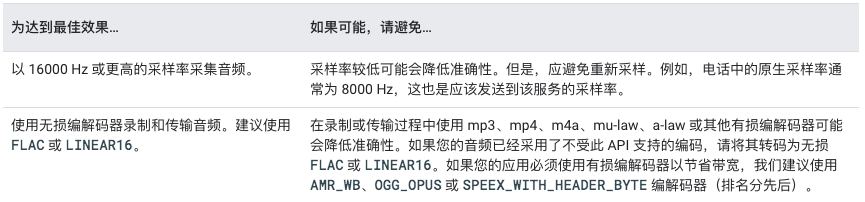 为达到最佳效果…
如果可能，请避免…
以 16000 Hz 或更高的采样率采集音频。
采样率较低可能会降低准确性。但是，应避免重新采样。例如，电话中的原生采样率通
常为 8000 Hz，这也是应该发送到该服务的采样率。
使用无损编解码器录制和传输音频。建议使用
FLAC 或 LINEAR16。
在录制或传输过程中使用 mp3、mp4、m4a、mu-law、a-law 或其他有损编解码器可能
会降低准确性。如果您的音频已经采用了不受此 API 支持的编码，请将其转码为无损
FLAC 或 LINEAR16。如果您的应用必须使用有损编解码器以节省带宽，我们建议使用
AMR_WB、OGG_OPUS 或 SPEEX_WITH_HEADER_BYTE 编解码器（排名分先后）。